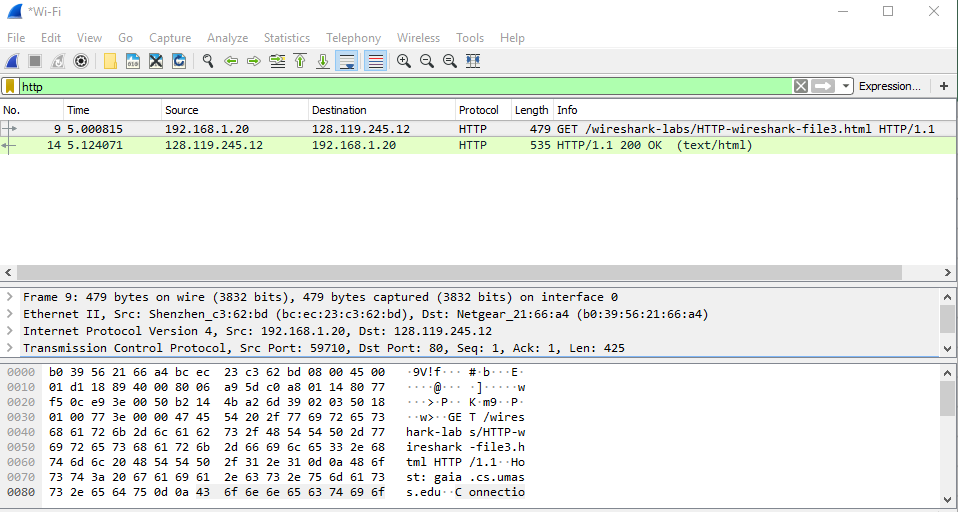 *Wi-Fi
File Edit View Go Capture Analyze Statistics Telephony Wireless Tools Help
http Expression... +
No. Time Source Destination Protocol Length Info
9 5.000815 192.168.1.20 128.119.245.12 HTTP 479 GET /wireshark-labs/HTTP-wireshark-file3.html HTTP/1.1
14 5.124071 128.119.245.12 192.168.1.20 HTTP 535 HTTP/1.1 200 OK (text/html)
Frame 9: 479 bytes on wire (3832 bits), 479 bytes captured (3832 bits) on interface 0
Ethernet II, Src: Shenzhen_c3:62:bd (bc:ec:23:c3:62:bd), Dst: Netgear_21:66:a4 (b0:39:56:21:66:a4)
Internet Protocol Version 4, Src: 192.168.1.20, Dst: 128.119.245.12
Transmission Control Protocol, Src Port: 59710, Dst Port: 80, Seq: 1, Ack: 1, Len: 425
0000 b0 39 56 21 66 a4 bc ec 23 c3 62 bd 08 00 45 00 ·9V!f··· #·b···E·
0010 01 d1 18 89 40 00 80 06 a9 5d c0 a8 01 14 80 77 ····@··· ·]·····w
0020 f5 0c e9 3e 00 50 b2 14 4b a2 6d 39 02 03 50 18 ···>·P·· K·m9··P·
0030 01 00 77 3e 00 00 47 45 54 20 2f 77 69 72 65 73 ··w>··GE T /wires
0040 68 61 72 6b 2d 6c 61 62 73 2f 48 54 54 50 2d 77 hark-lab s/HTTP-w
0050 69 72 65 73 68 61 72 6b 2d 66 69 6c 65 33 2e 68 ireshark -file3.h
0060 74 6d 6c 20 48 54 54 50 2f 31 2e 31 0d 0a 48 6f tml HTTP /1.1··Ho
0070 73 74 3a 20 67 61 69 61 2e 63 73 2e 75 6d 61 73 st: gaia .cs.umas
0080 73 2e 65 64 75 0d 0a 43 6f 6e 6e 65 63 74 69 6f s.edu··C onnectio